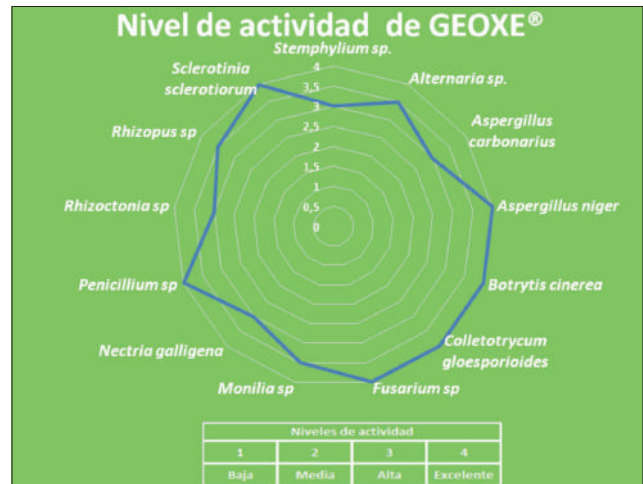 Nivel de actividad de GEOXE®
Stemphylium sp.
Alternaria sp.
Aspergillus
carbonarius
Aspergillus niger
Botrytis cinerea
Colletotrycum
gloesporioides
Fusarium sp
Monilia sp
Nectria galligena
Penicillium sp
Rhizoctonia sp
Rhizopus sp
Sclerotinia
sclerotiorum
4
3,5
3
2,5
2
1,5
1
0,5
0
Niveles de actividad
1 2 3 4
Baja Media Alta Excelente